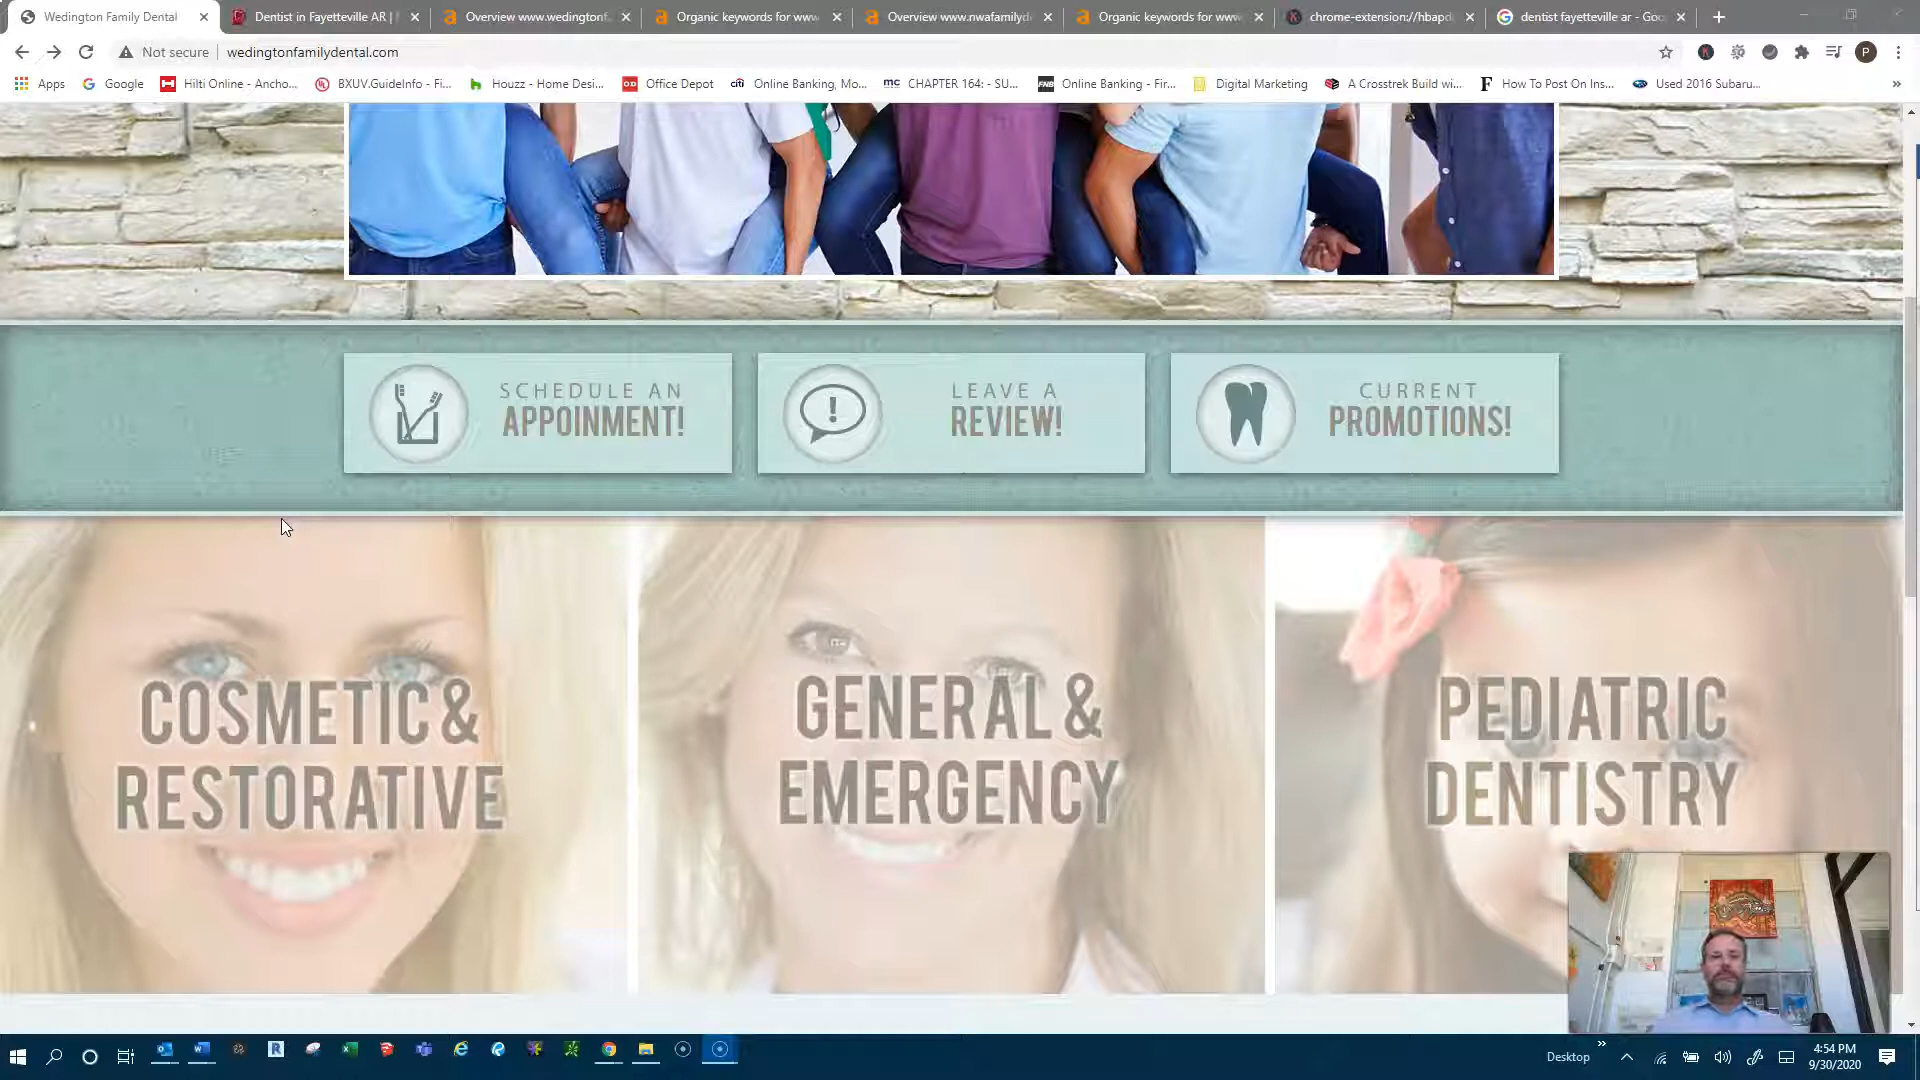 Wedington Family Dental
Dentist in Fayetteville AR |
Overview www.wedingtonf
Organic keywords for www
Overview www.nwafamilyd
Organic keywords for www
chrome-extension://hbapd
dentist fayetteville ar - Goo
Not secure
wedingtonfamilydental.com
P
Apps
Google
Hilti Online - Ancho...
BXUV.GuideInfo - Fi...
Houzz - Home Desi...
OD
Office Depot
citi
Online Banking, Mo...
MC
CHAPTER 164: - SU...
FNB
Online Banking - Fir...
Digital Marketing
A Crosstrek Build wi...
F
How To Post On Ins...
Used 2016 Subaru...
SCHEDULE AN
APPOINMENT!
LEAVE A
REVIEW!
CURRENT
PROMOTIONS!
COSMETIC &
RESTORATIVE
GENERAL &
EMERGENCY
PEDIATRIC
DENTISTRY
Desktop
4:54 PM
9/30/2020